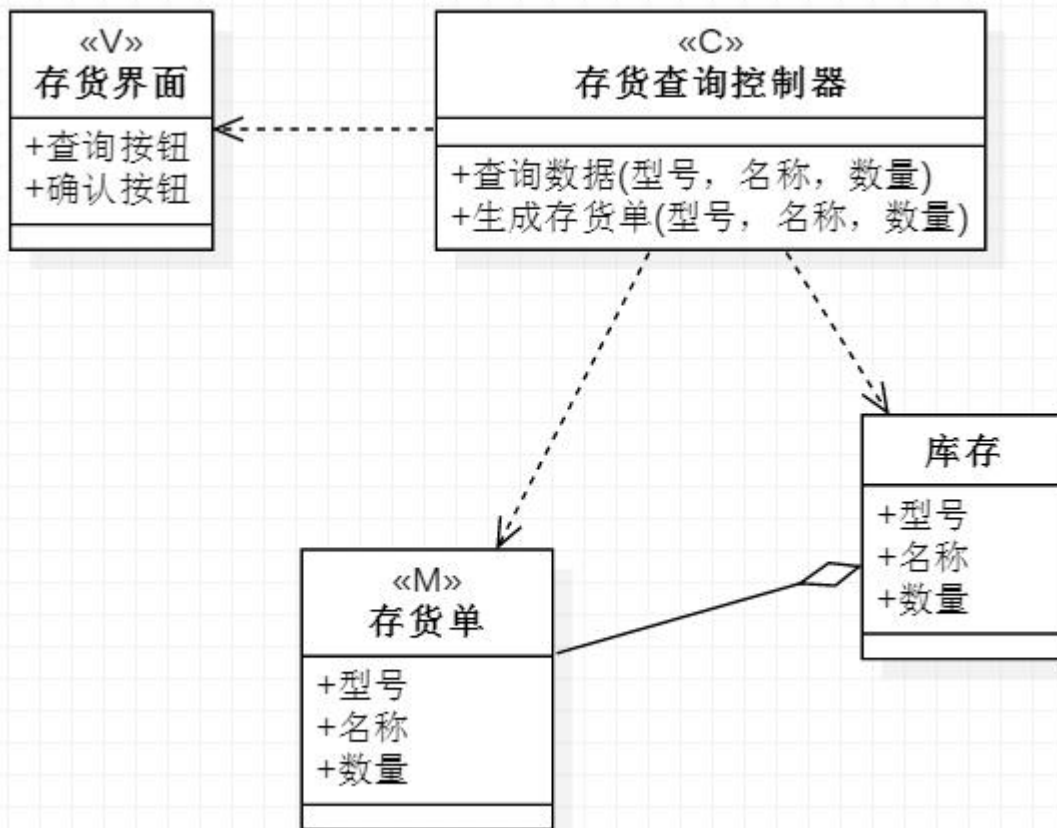 «V»
存货界面
+查询按钮
+确认按钮
«C»
存货查询控制器
+查询数据(型号，名称，数量)
+生成存货单(型号，名称，数量)
库存
+型号
+名称
+数量
«M»
存货单
+型号
+名称
+数量